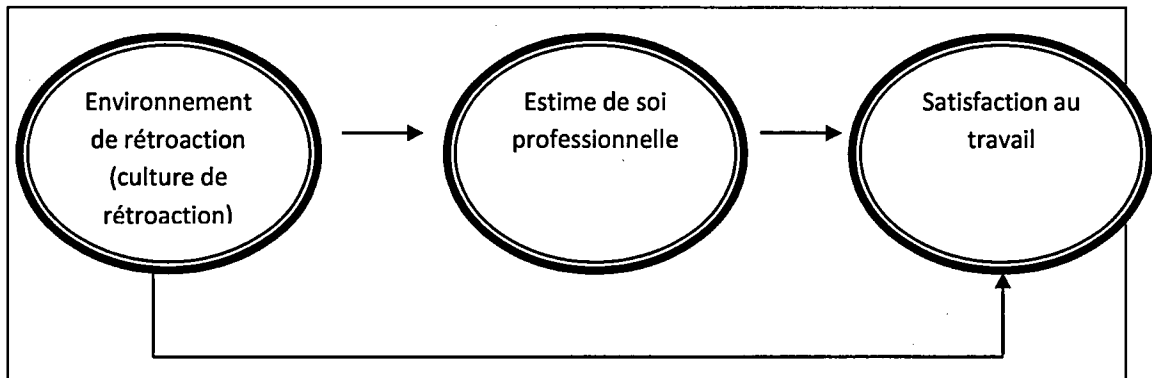 Environnement
de rétroaction
(culture de
rétroaction)
Estime de soi
professionnelle
Satisfaction au
travail